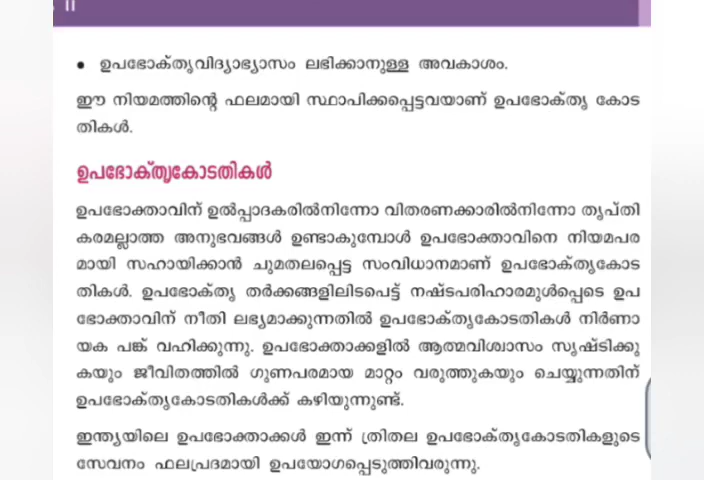 II
• ഉപഭോക്തൃവിദ്യാഭ്യാസം ലഭിക്കാനുള്ള അവകാശം.
ഈ നിയമത്തിന്റെ ഫലമായി സ്ഥാപിക്കപ്പെട്ടവയാണ് ഉപഭോക്തൃ കോട
തികൾ.
ഉപഭോക്തൃകോടതികൾ
ഉപഭോക്താവിന് ഉൽപ്പാദകരിൽനിന്നോ വിതരണക്കാരിൽനിന്നോ തൃപ്തി
കരമല്ലാത്ത അനുഭവങ്ങൾ ഉണ്ടാകുമ്പോൾ ഉപഭോക്താവിനെ നിയമപര
മായി സഹായിക്കാൻ ചുമതലപ്പെട്ട സംവിധാനമാണ് ഉപഭോക്തൃകോട
തികൾ. ഉപഭോക്തൃ തർക്കങ്ങളിലിടപെട്ട് നഷ്ടപരിഹാരമുൾപ്പെടെ ഉപ
ഭോക്താവിന് നീതി ലഭ്യമാക്കുന്നതിൽ ഉപഭോക്തൃകോടതികൾ നിർണാ
യക പങ്ക് വഹിക്കുന്നു. ഉപഭോക്താക്കളിൽ ആത്മവിശ്വാസം സൃഷ്ടിക്കു
കയും ജീവിതത്തിൽ ഗുണപരമായ മാറ്റം വരുത്തുകയും ചെയ്യുന്നതിന്
ഉപഭോക്തൃകോടതികൾക്ക് കഴിയുന്നുണ്ട്.
ഇന്ത്യയിലെ ഉപഭോക്താക്കൾ ഇന്ന് ത്രിതല ഉപഭോക്തൃകോടതികളുടെ
സേവനം ഫലപ്രദമായി ഉപയോഗപ്പെടുത്തിവരുന്നു.